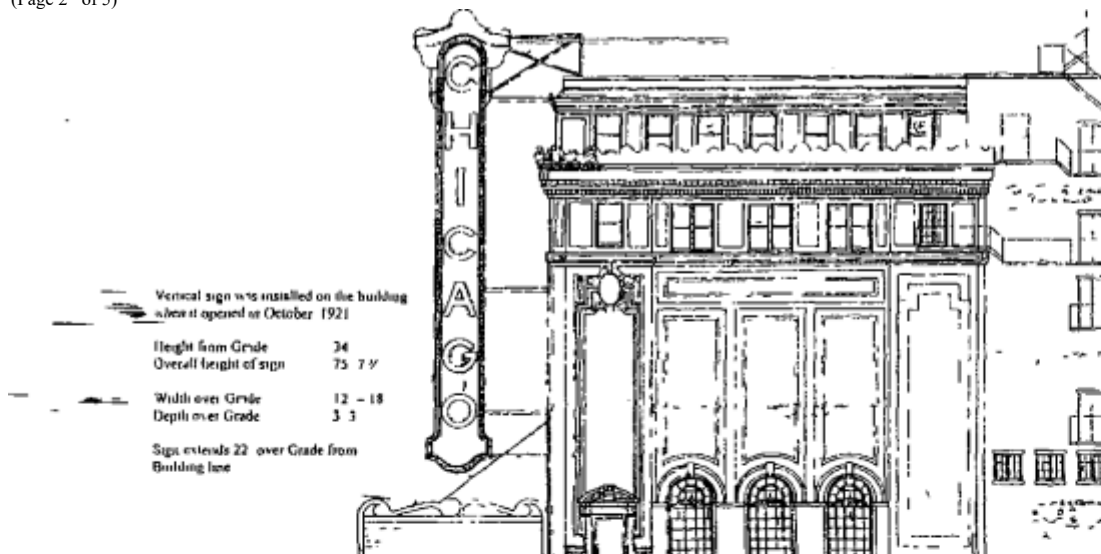 (Page 2 of 5)
CHICAGO
Vertical sign was installed on the building
when it opened in October 1921
Height from Grade 34
Overall height of sign 75 7
Width over Grade 12 – 18
Depth over Grade 3 3
Sign extends 22 over Grade from
Building line